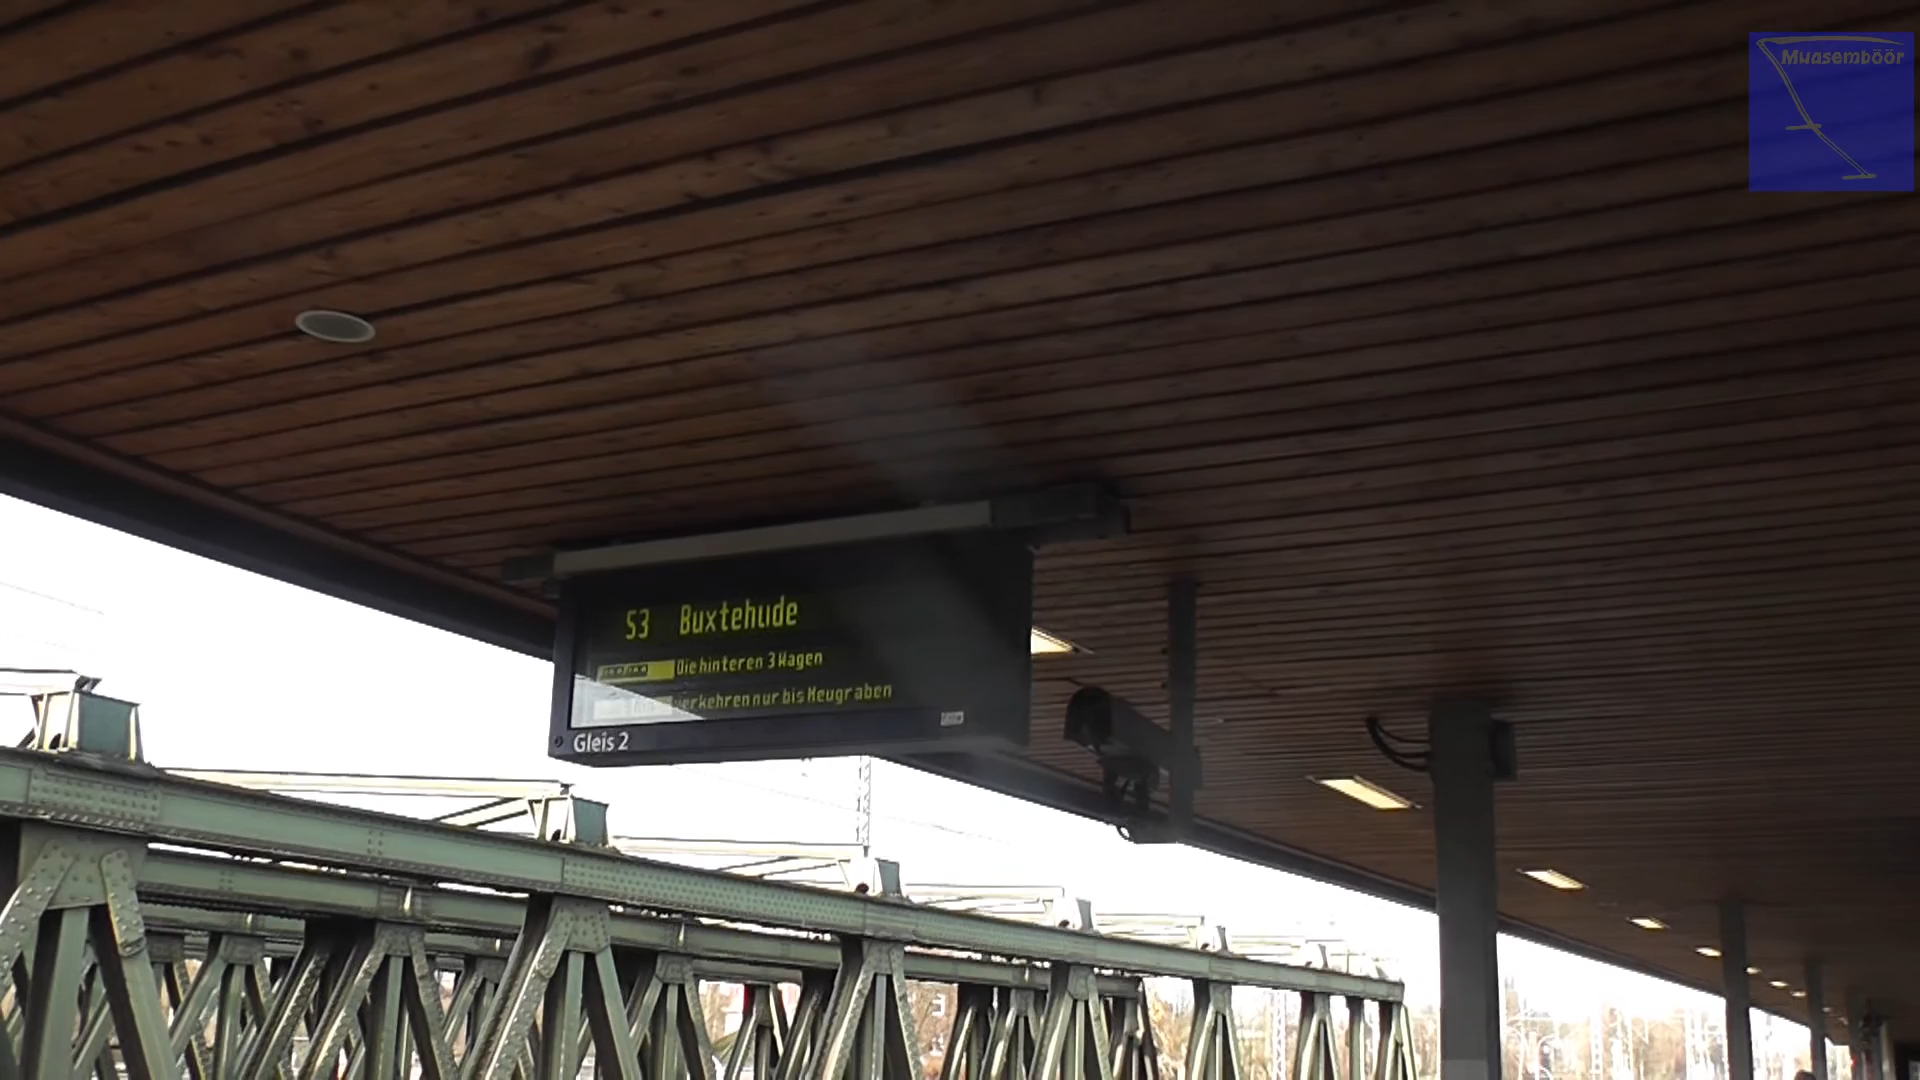 Muasemböör
S3 Buxtehude
Die hinteren 3 Wagen
verkehren nur bis Neugraben
Gleis 2